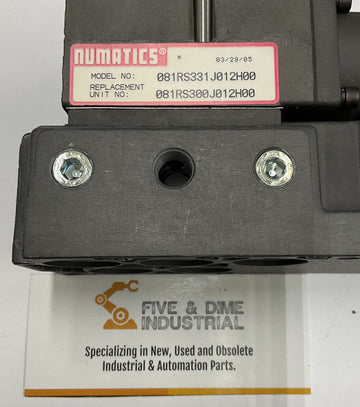 NUMATICS®
* 03/29/05
MODEL NO: 081RS331J012H00
REPLACEMENT
UNIT NO: 081RS300J012H00
FIVE & DIME
INDUSTRIAL
Specializing in New, Used and Obsolete
Industrial & Automation Parts.